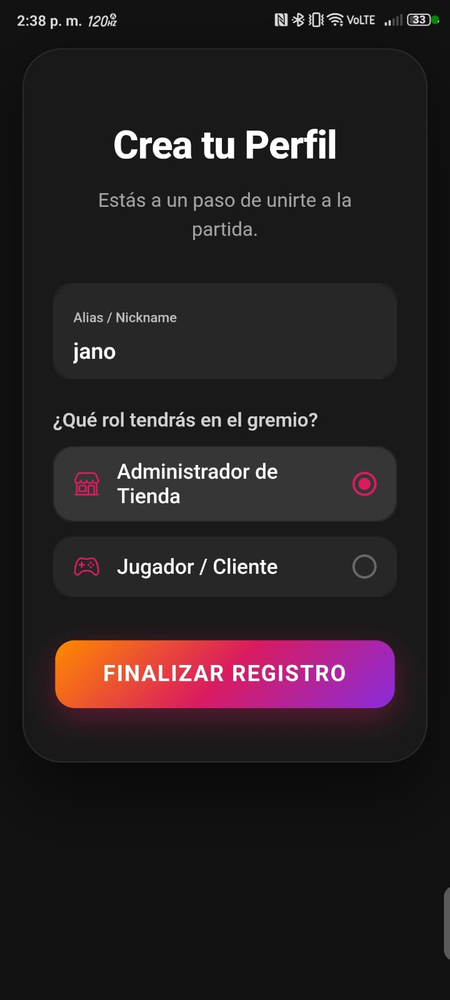 2:38 p. m. 120Hz VoLTE 33
Crea tu Perfil
Estás a un paso de unirte a la
partida.
Alias / Nickname
jano
¿Qué rol tendrás en el gremio?
Administrador de
Tienda
Jugador / Cliente
FINALIZAR REGISTRO